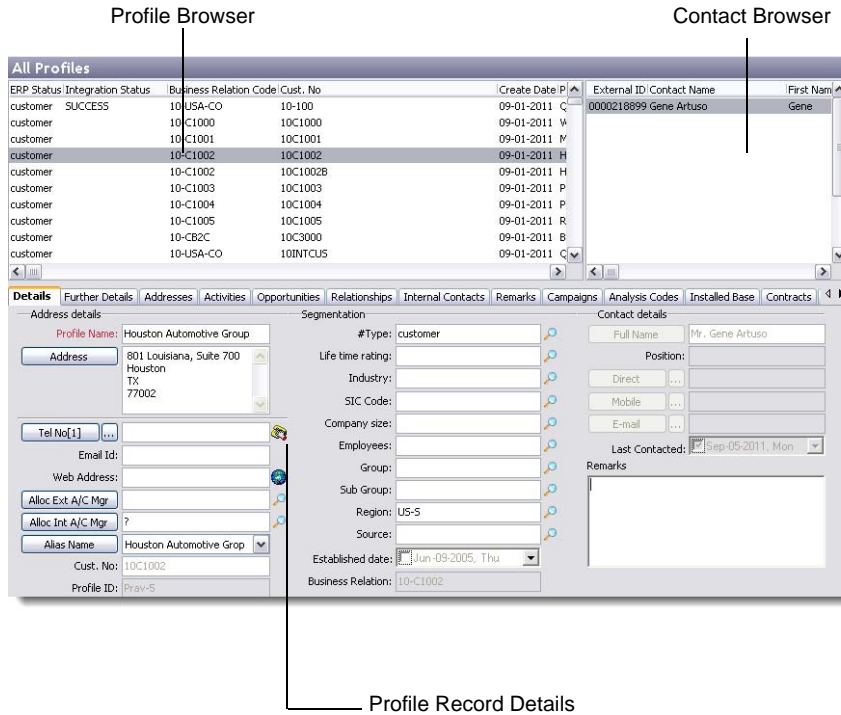 Profile Browser
Contact Browser
All Profiles
ERP Status Integration Status Business Relation Code Cust. No Create Date P
customer SUCCESS 10-USA-CO 10-100 09-01-2011 Q
customer 10-C1000 10C1000 09-01-2011 W
customer 10-C1001 10C1001 09-01-2011 M
customer 10-C1002 10C1002 09-01-2011 H
customer 10-C1002 10C1002B 09-01-2011 H
customer 10-C1003 10C1003 09-01-2011 P
customer 10-C1004 10C1004 09-01-2011 P
customer 10-C1005 10C1005 09-01-2011 R
customer 10-CB2C 10C3000 09-01-2011 B
customer 10-USA-CO 10INTCUS 09-01-2011 Q
External ID Contact Name First Nam
0000218899 Gene Artuso Gene
Details Further Details Addresses Activities Opportunities Relationships Internal Contacts Remarks Campaigns Analysis Codes Installed Base Contracts
Address details
Profile Name: Houston Automotive Group
Address 801 Louisiana, Suite 700
Houston
TX
77002
Tel No[1] ...
Email Id:
Web Address:
Alloc Ext A/C Mgr
Alloc Int A/C Mgr ?
Alias Name Houston Automotive Grop
Cust. No: 10C1002
Profile ID: Prav-5
Segmentation
#Type: customer
Life time rating:
Industry:
SIC Code:
Company size:
Employees:
Group:
Sub Group:
Region: US-S
Source:
Established date: Jun-09-2005, Thu
Business Relation: 10-C1002
Contact details
Full Name Mr. Gene Artuso
Position:
Direct ...
Mobile ...
E-mail ...
Last Contacted: Sep-05-2011, Mon
Remarks
Profile Record Details